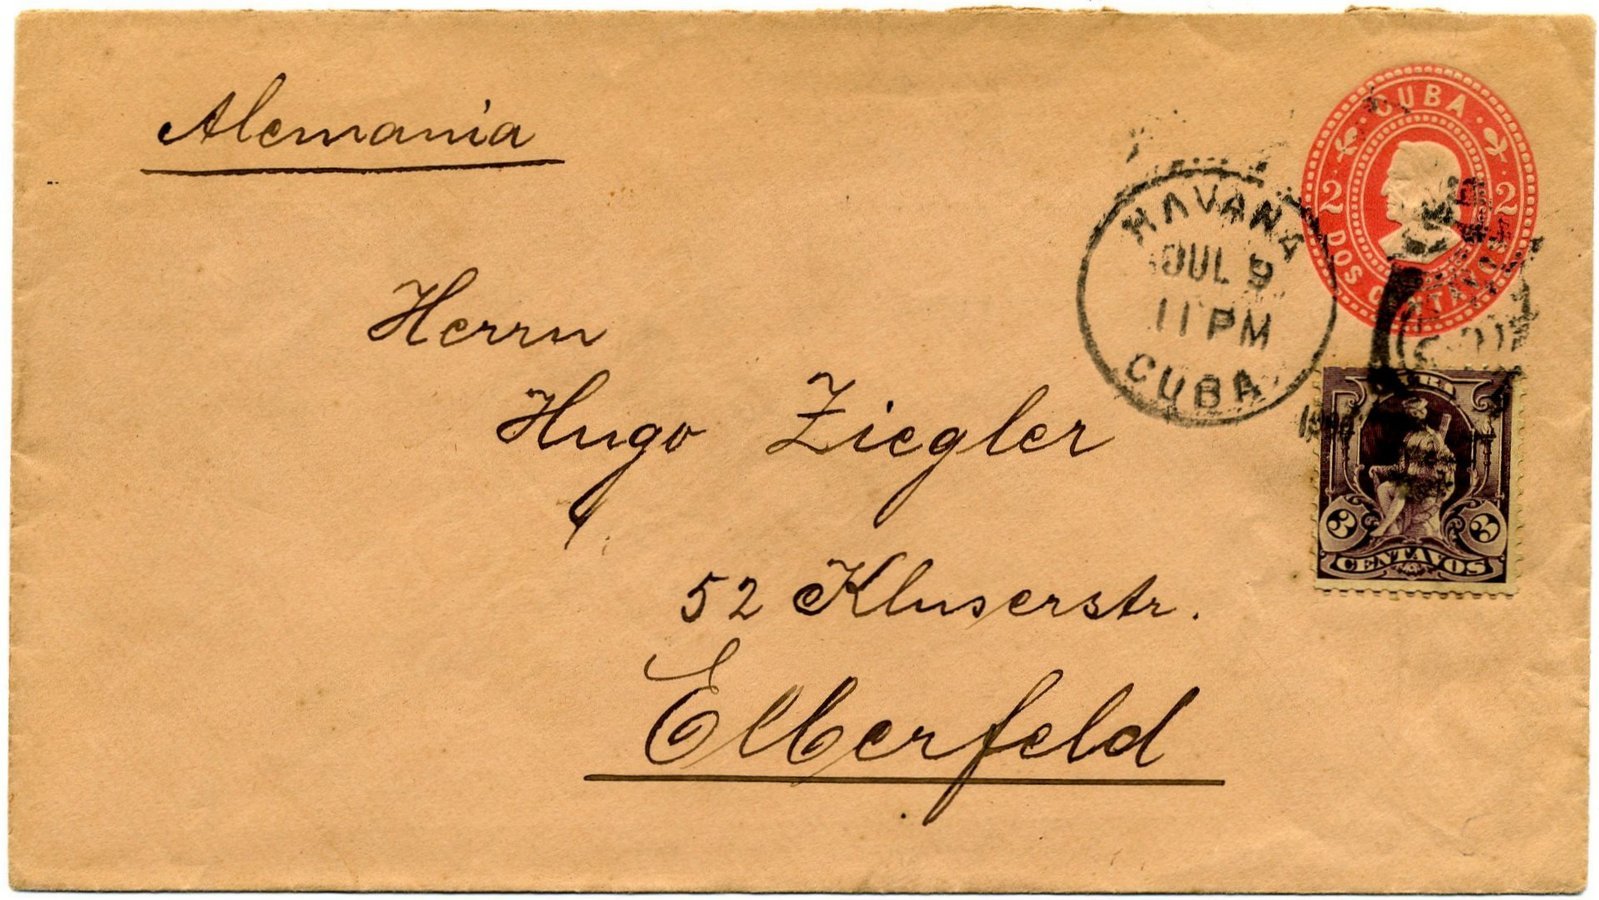 Alemania
CUBA
2 2
DOS CENTAVOS
HAVANA
JUL 9
11 PM
CUBA
Herrn
Hugo Ziegler
3 3
CENTAVOS
52 Kluserstr.
Elberfeld